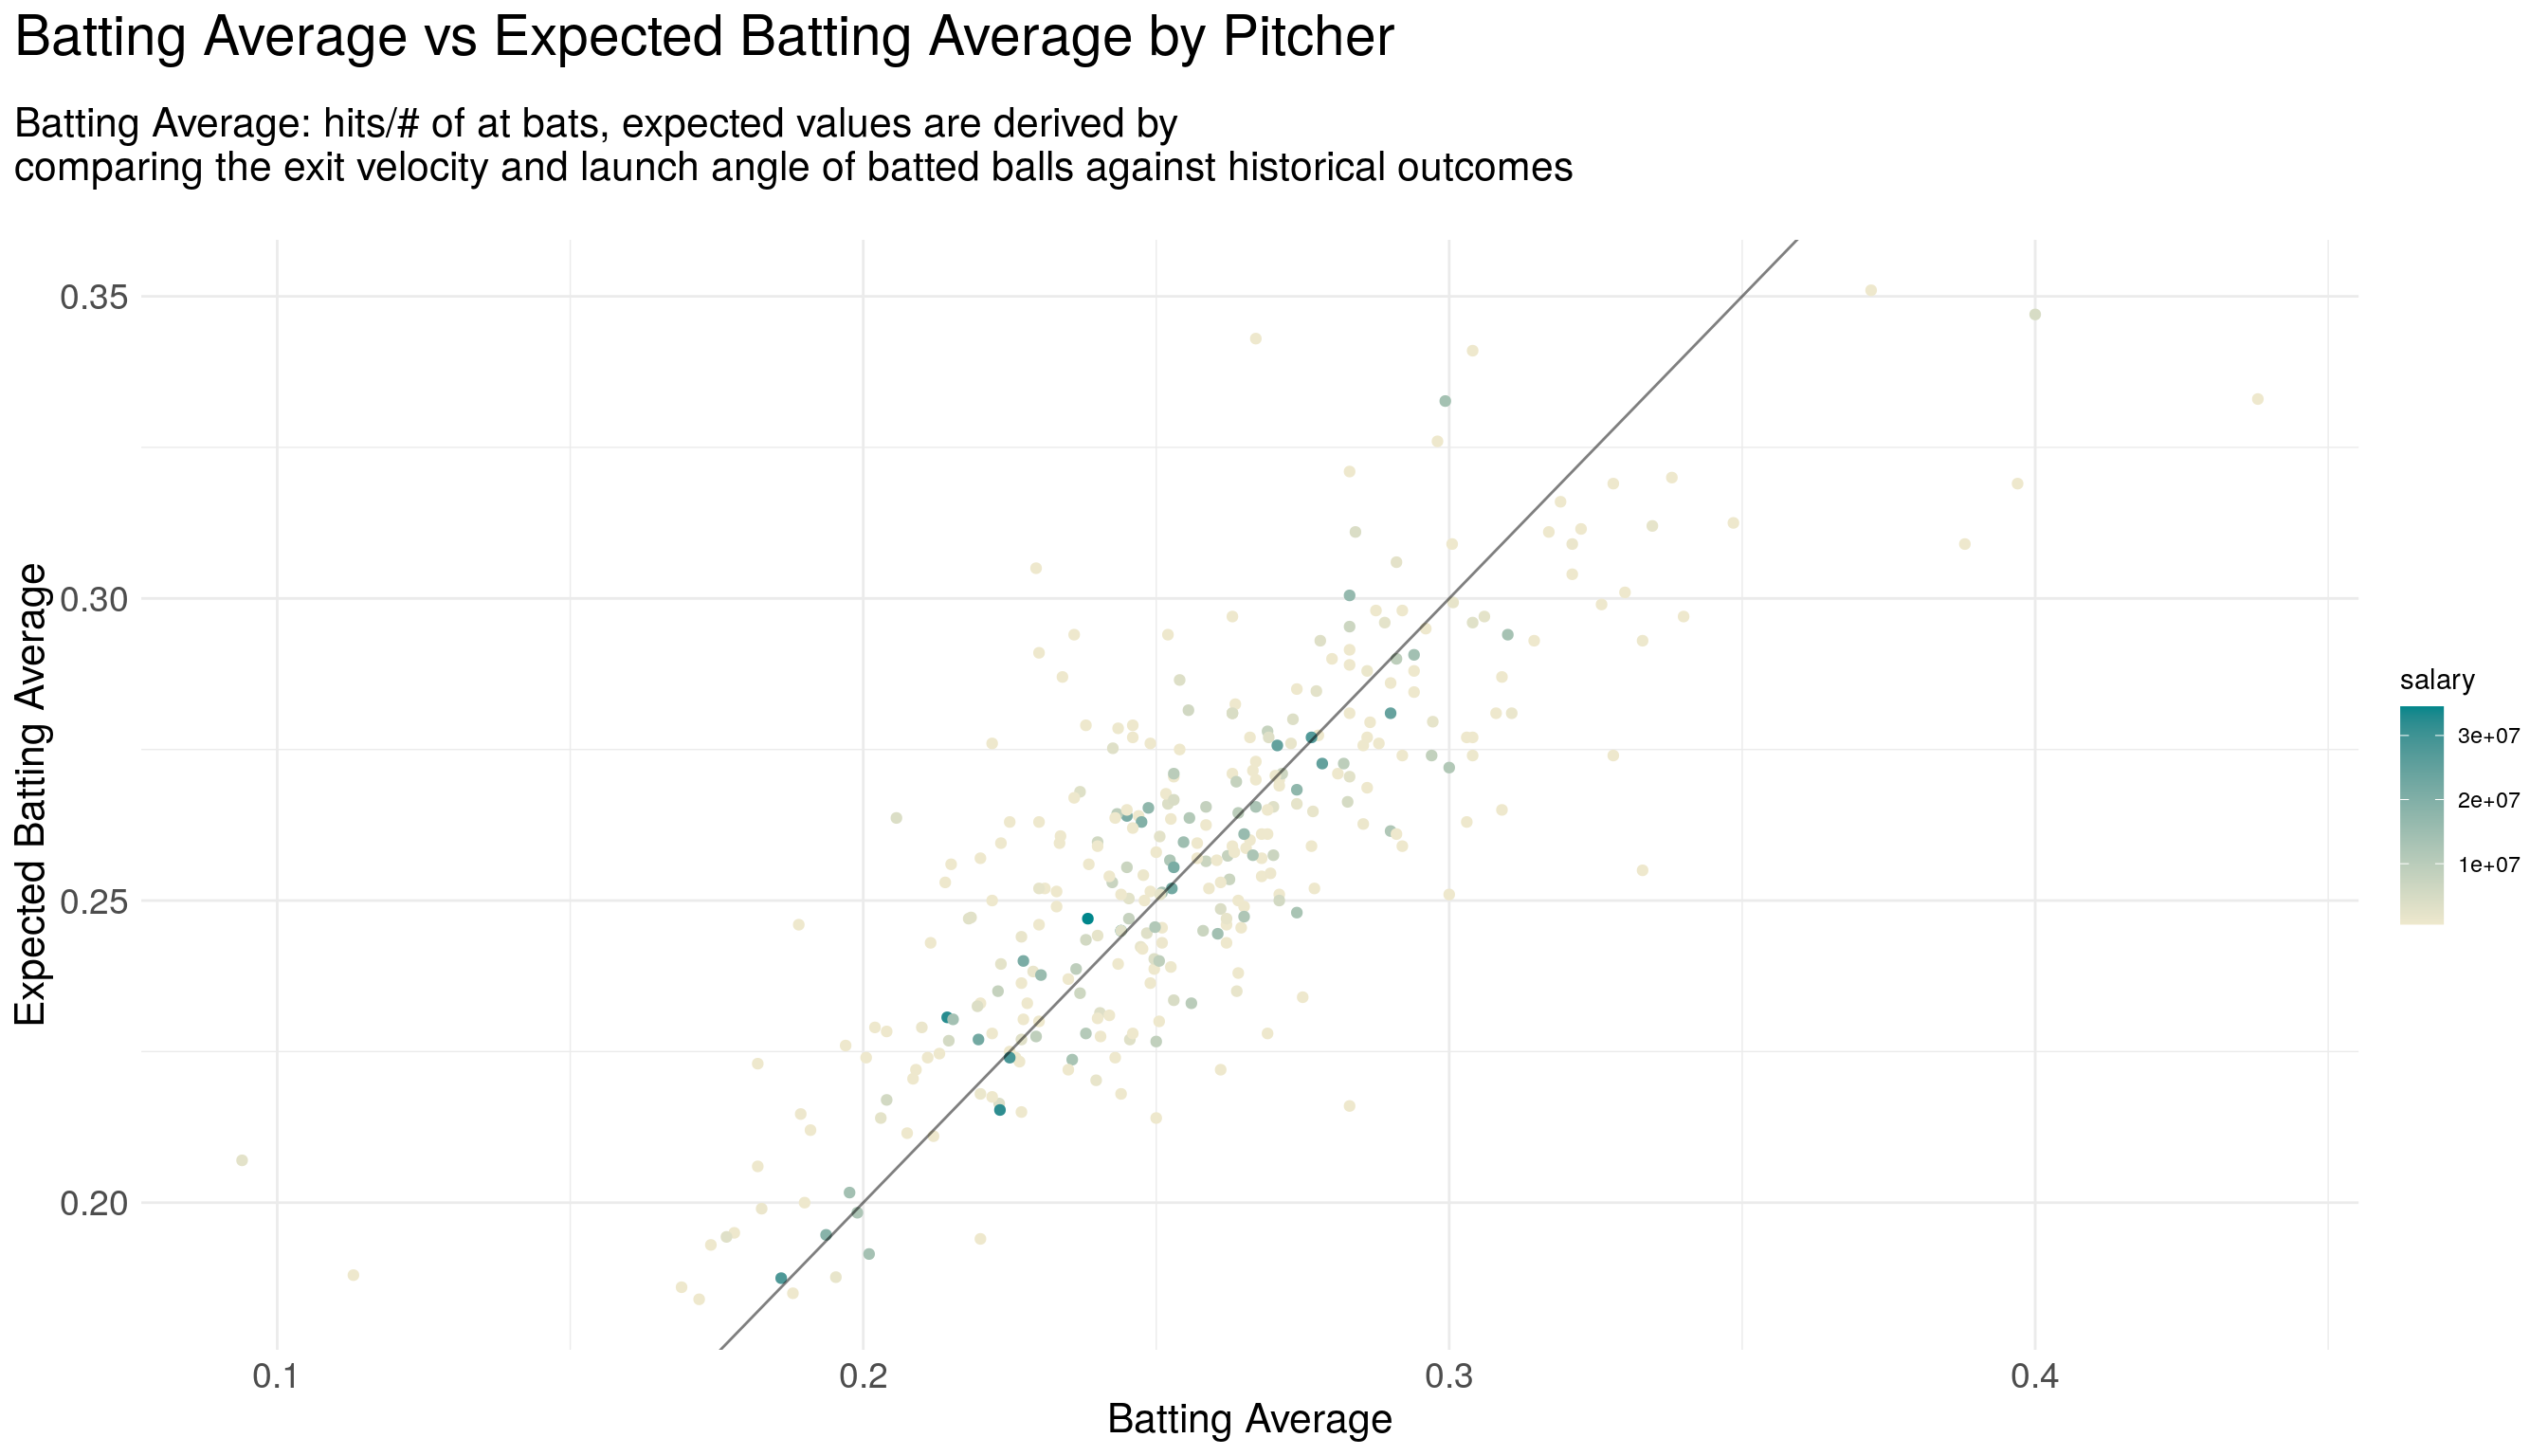 Batting Average vs Expected Batting Average by Pitcher
Batting Average: hits/# of at bats, expected values are derived by
comparing the exit velocity and launch angle of batted balls against historical outcomes
Expected Batting Average
0.35
0.30
0.25
0.20
0.1
0.2
0.3
0.4
Batting Average
salary
3e+07
2e+07
1e+07